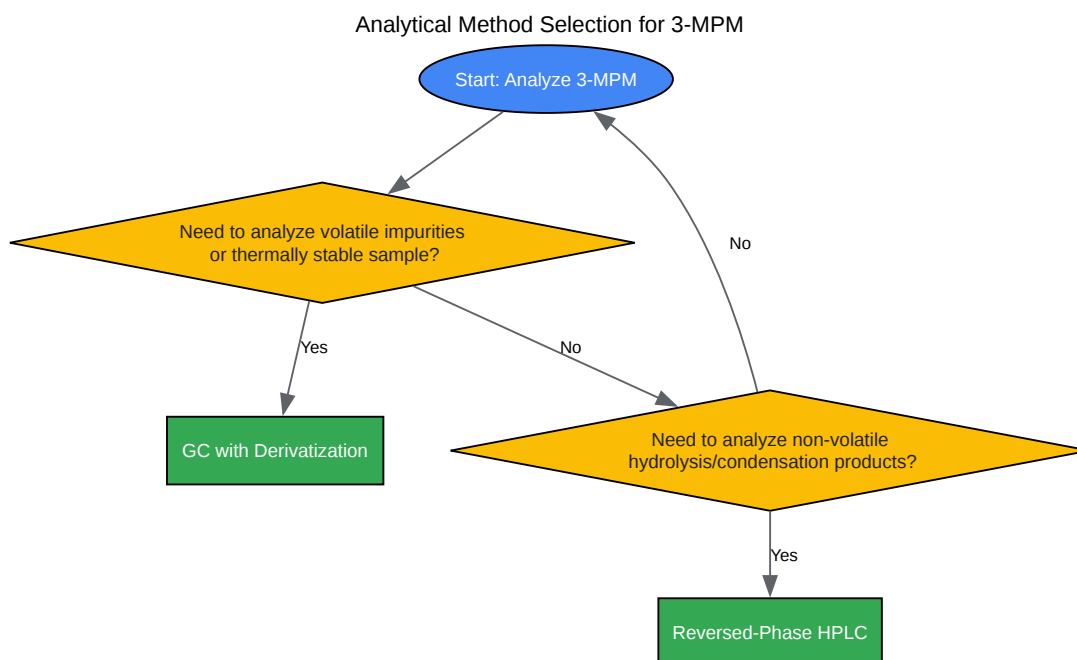 Analytical Method Selection for 3-MPM
Start: Analyze 3-MPM
Need to analyze volatile impurities
or thermally stable sample?
No
Yes
No
GC with Derivatization
Need to analyze non-volatile
hydrolysis/condensation products?
Yes
Reversed-Phase HPLC